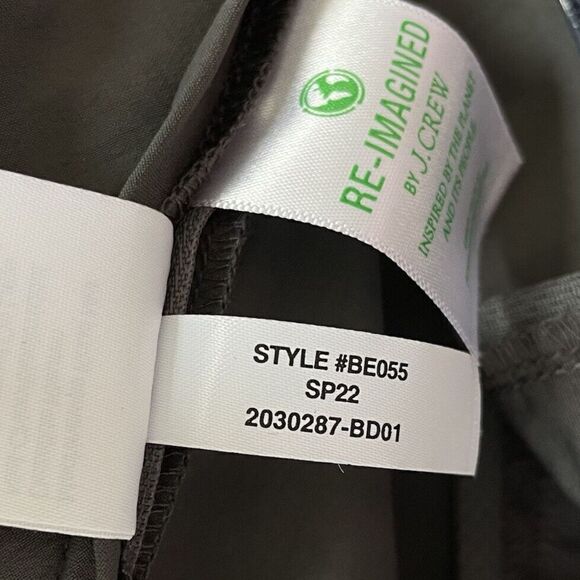 RE-IMAGINED
BY J.CREW
INSPIRED BY THE PLANET
AND ITS PEOPLE
STYLE #BE055
SP22
2030287-BD01